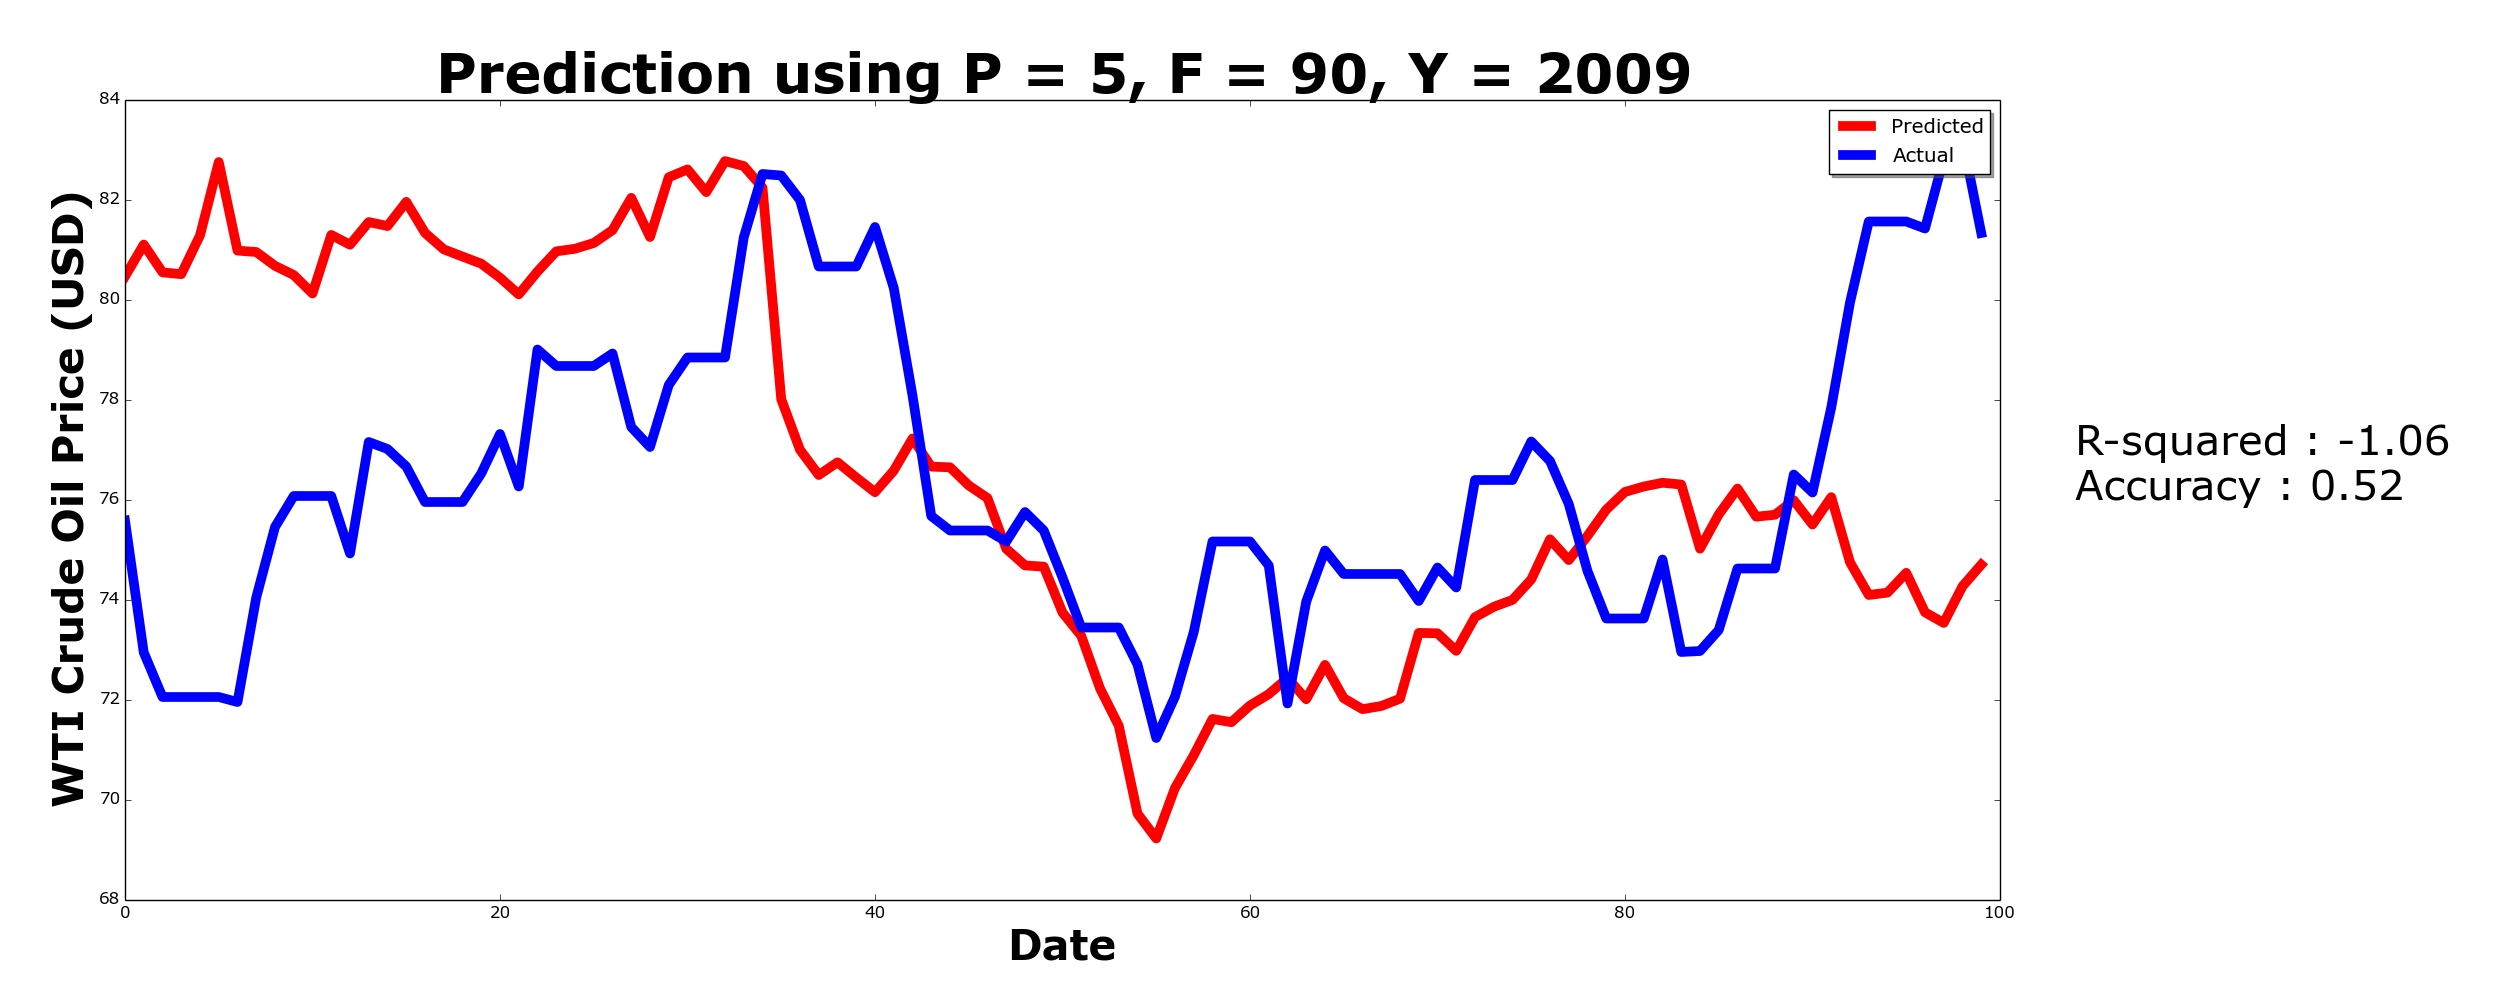 Prediction using P = 5, F = 90, Y = 2009
WTI Crude Oil Price (USD)
84
82
80
78
76
74
72
70
68
0 20 40 60 80 100
Date
Predicted
Actual
R-squared : -1.06
Accuracy : 0.52